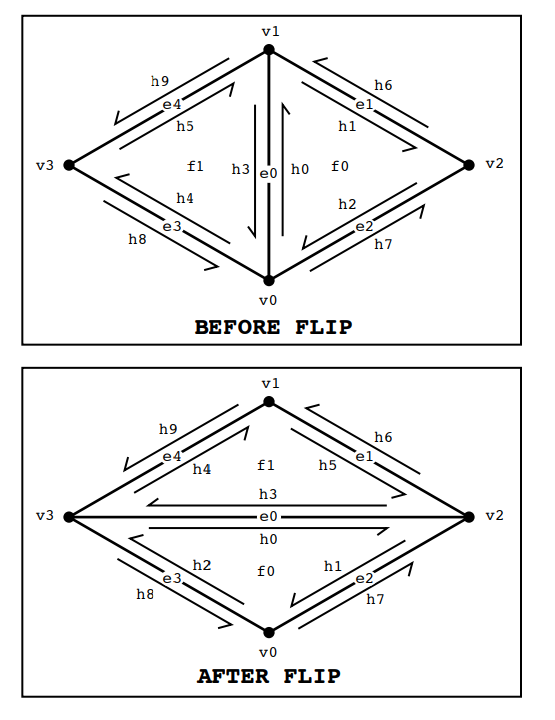 v1
h9 h6
e4 e1
h5 h1
v3 f1 h3 e0 h0 f0 v2
h4 h2
e3 e2
h8 h7
v0
BEFORE FLIP
v1
h9 h6
e4 e1
h4 f1 h5
h3
v3 e0 v2
h0
h2 f0 h1
e3 e2
h8 h7
v0
AFTER FLIP